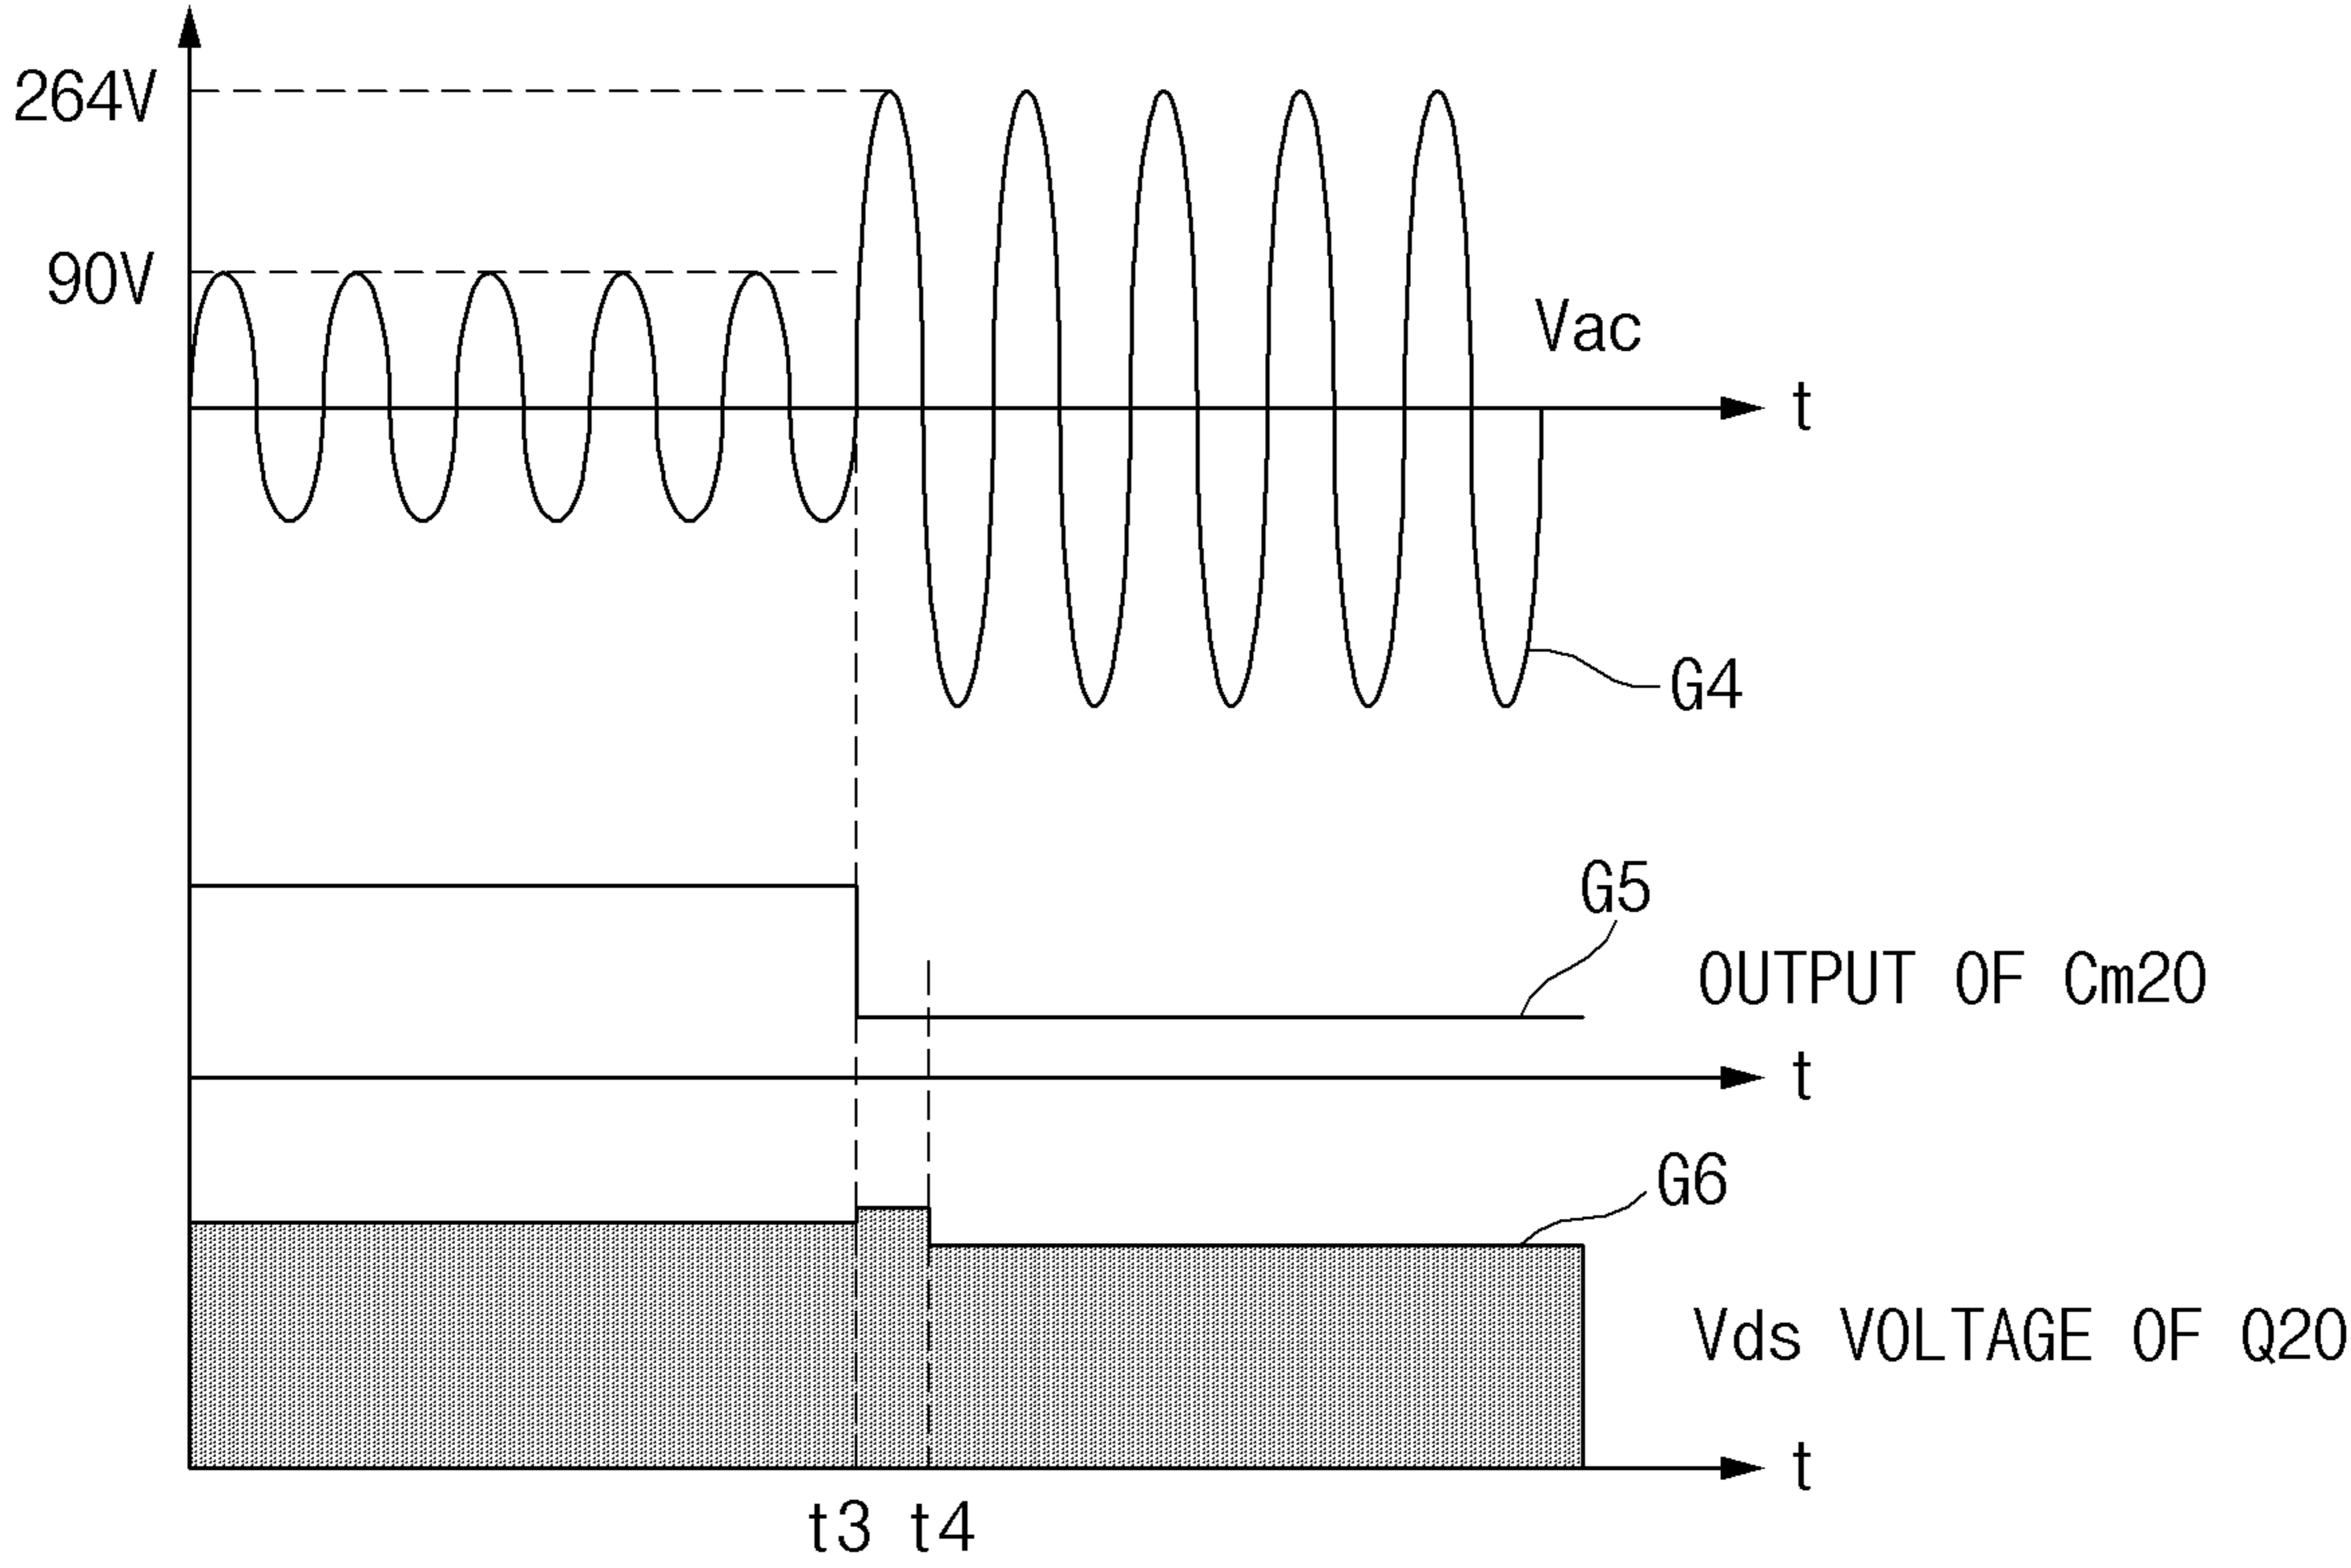 264V
90V
Vac
t
G4
G5
OUTPUT OF Cm20
t
G6
Vds VOLTAGE OF Q20
t
t3 t4